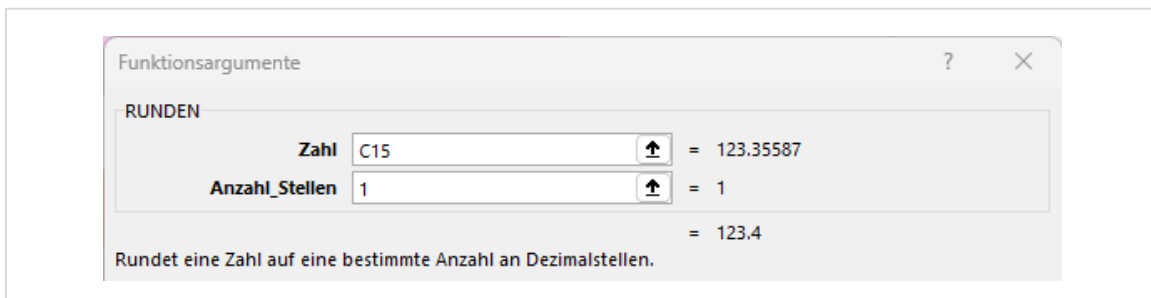 Funktionsargumente ?
RUNDEN
Zahl C15 = 123.35587
Anzahl_Stellen 1 = 1
= 123.4
Rundet eine Zahl auf eine bestimmte Anzahl an Dezimalstellen.